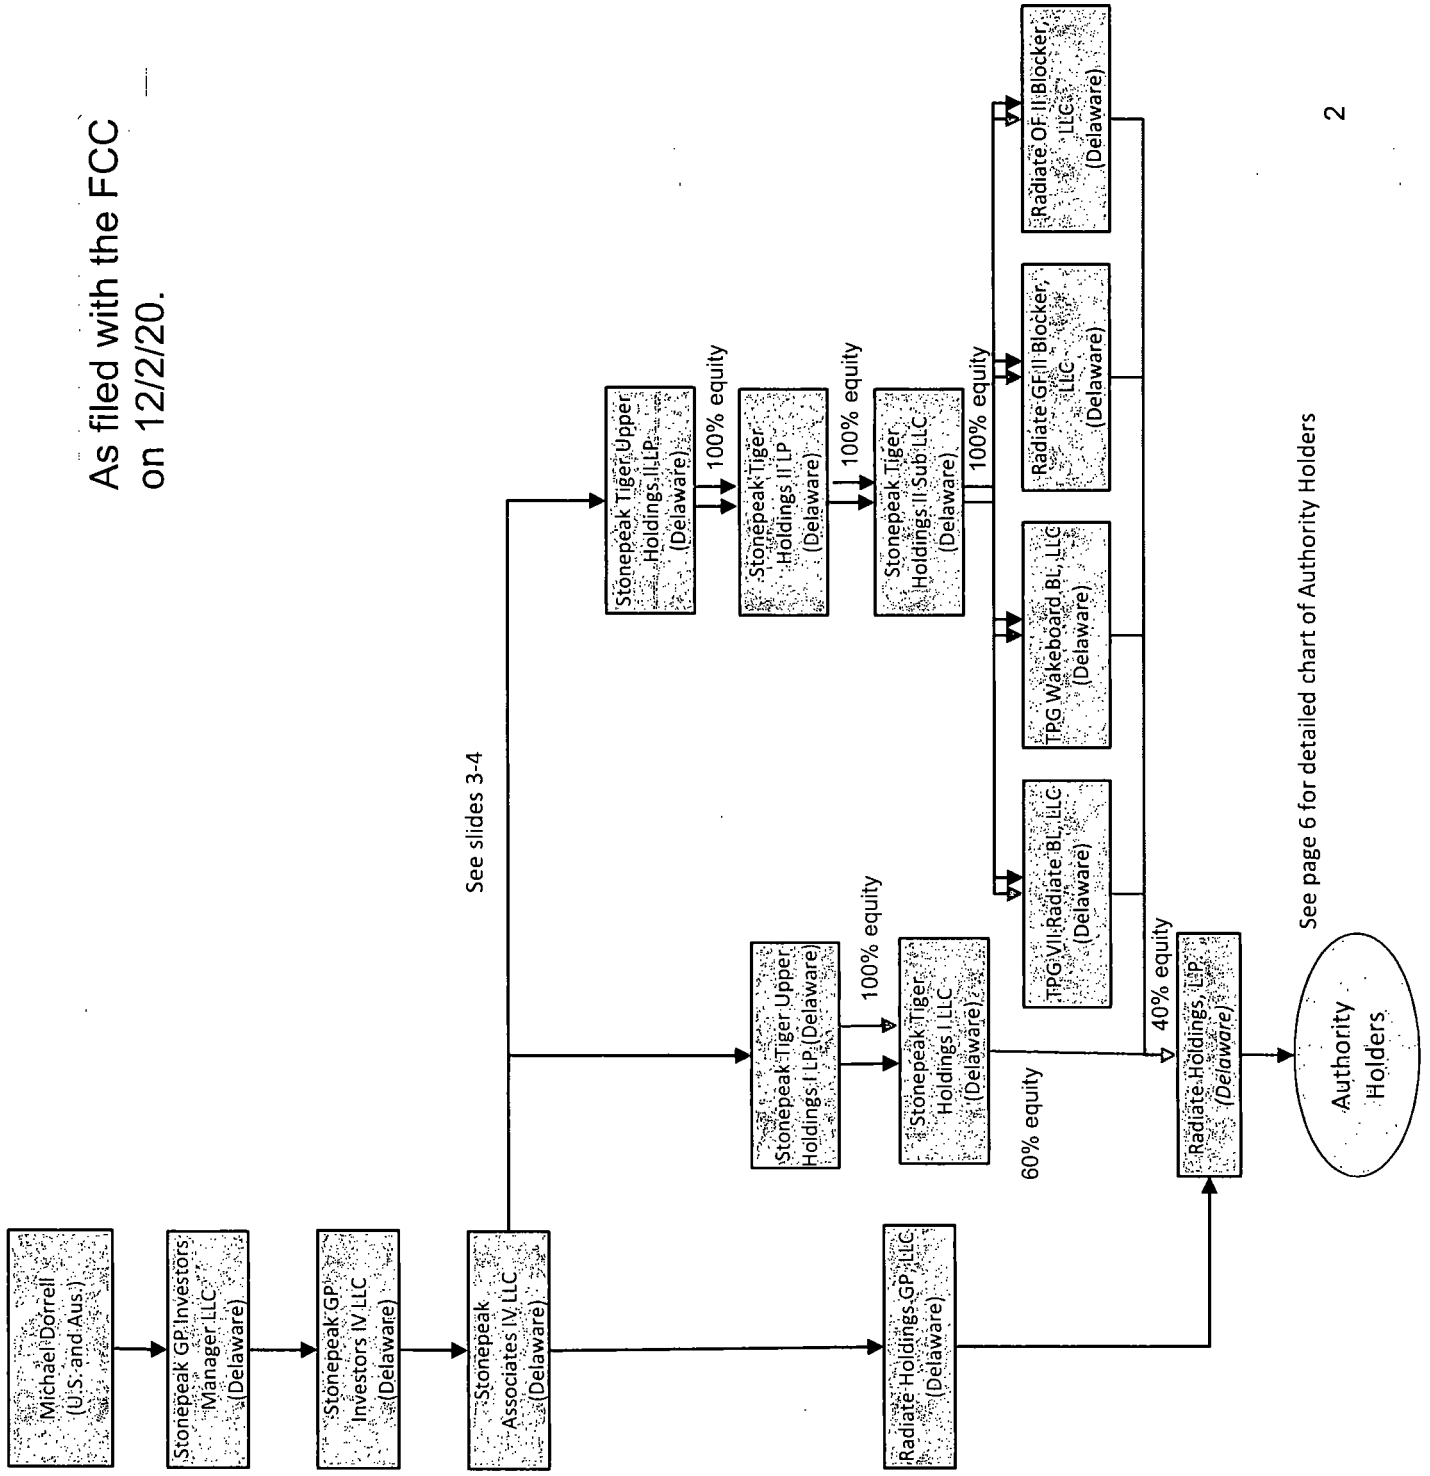 As filed with the FCC
on 12/2/20.
Michael Dorrell
(U.S. and Aus.)
Stonepeak GP Investors
Manager LLC
(Delaware)
Stonepeak GP
Investors IV LLC
(Delaware)
Stonepeak
Associates IV LLC
(Delaware)
See slides 3-4
Stonepeak Tiger Upper
Holdings II LP
(Delaware)
100% equity
Stonepeak Tiger
Holdings II LP
(Delaware)
100% equity
Stonepeak Tiger Upper
Holdings I LP (Delaware)
100% equity
Stonepeak Tiger
Holdings II Sub LLC
(Delaware)
100% equity
Radiate Holdings GP, LLC
(Delaware)
Stonepeak Tiger
Holdings I LLC
(Delaware)
60% equity
TPG VII Radiate BL, LLC
(Delaware)
TPG Wakeboard BL, LLC
(Delaware)
Radiate GF II Blocker,
LLC
(Delaware)
Radiate OF II Blocker,
LLC
(Delaware)
40% equity
Radiate Holdings, L.P.
(Delaware)
See page 6 for detailed chart of Authority Holders
Authority
Holders
2